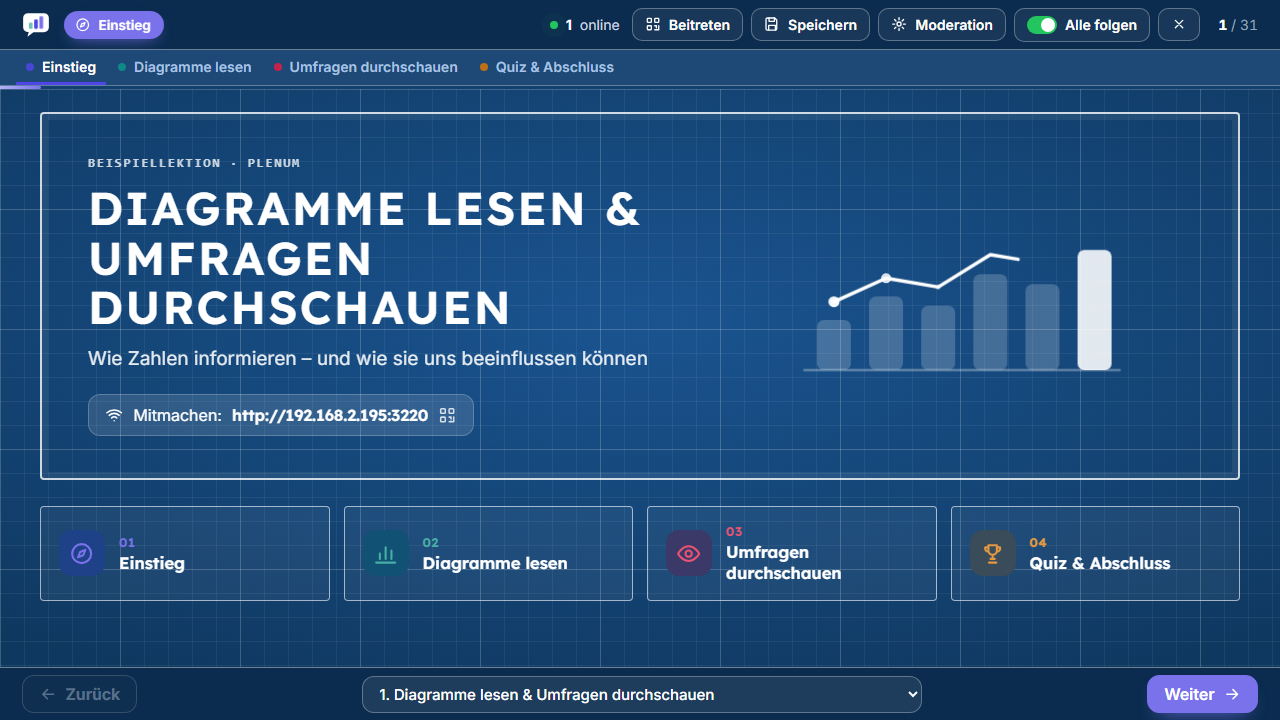 Einstieg
1 online
Beitreten
Speichern
Moderation
Alle folgen
1 / 31
Einstieg
Diagramme lesen
Umfragen durchschauen
Quiz & Abschluss
BEISPIELLEKTION · PLENUM
DIAGRAMME LESEN &
UMFRAGEN
DURCHSCHAUEN
Wie Zahlen informieren – und wie sie uns beeinflussen können
Mitmachen: http://192.168.2.195:3220
01
Einstieg
02
Diagramme lesen
03
Umfragen
durchschauen
04
Quiz & Abschluss
← Zurück
1. Diagramme lesen & Umfragen durchschauen
Weiter →